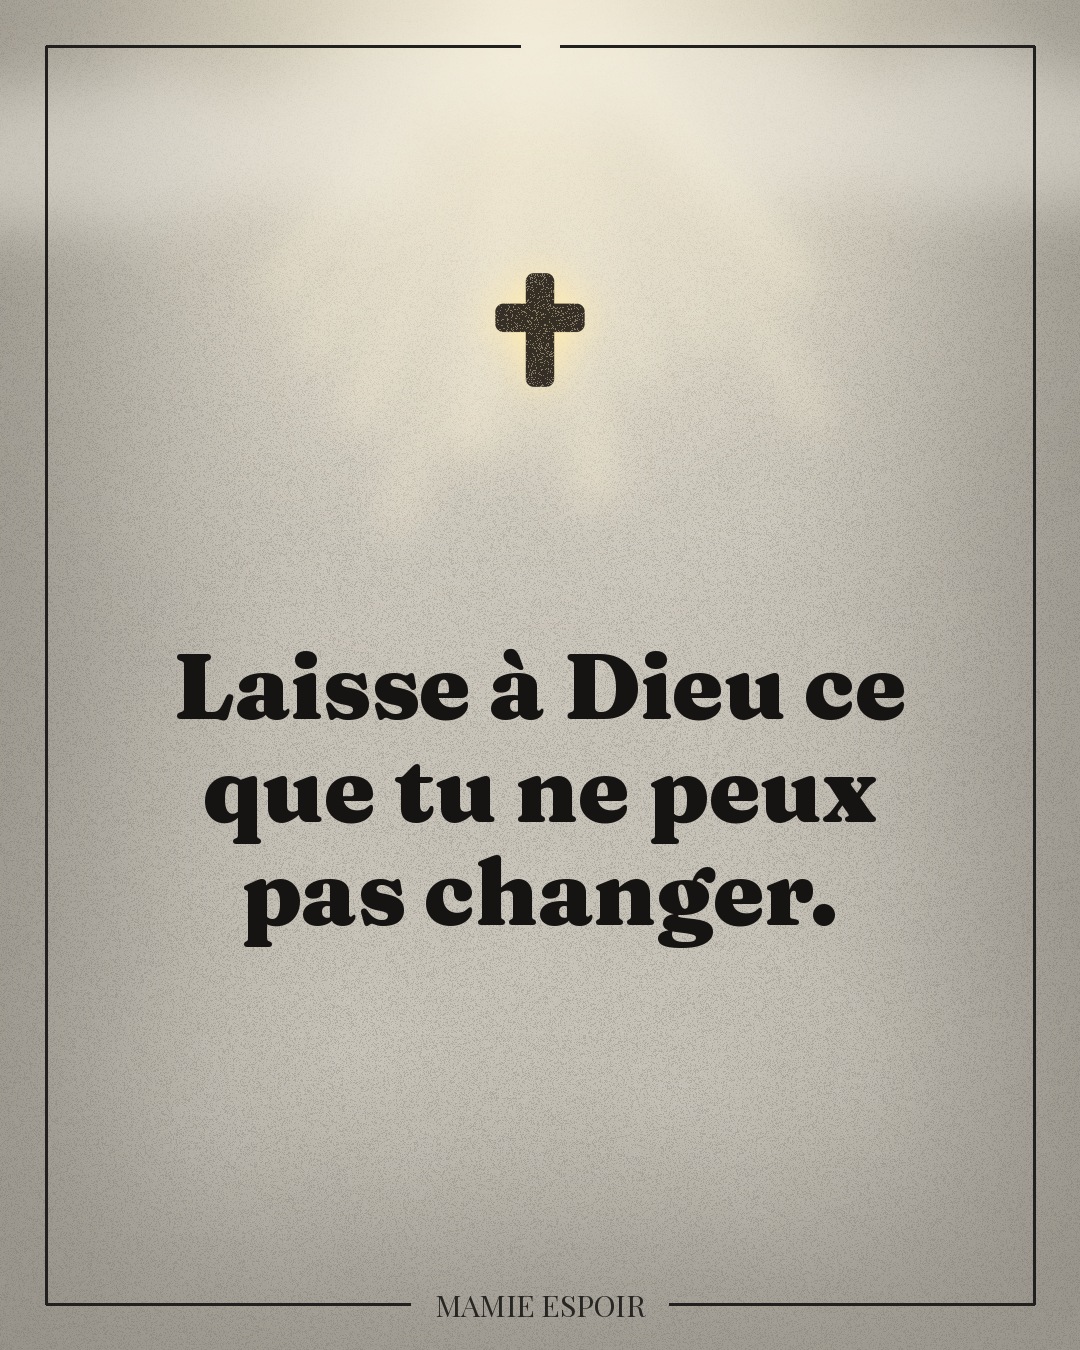 Laisse à Dieu ce
que tu ne peux
pas changer.
MAMIE ESPOIR